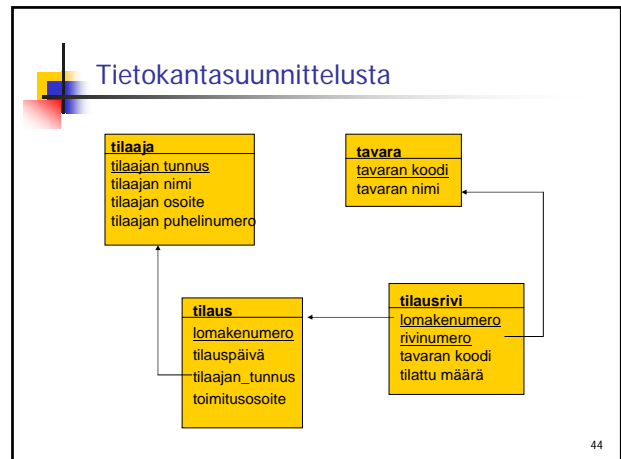 Tietokantasuunnittelusta
tilaaja
tilaajan tunnus
tilaajan nimi
tilaajan osoite
tilaajan puhelinumero
tavara
tavaran koodi
tavaran nimi
tilaus
lomakenumero
tilauspäivä
tilaajan_tunnus
toimitusosoite
tilausrivi
lomakenumero
rivinumero
tavaran koodi
tilattu määrä
44